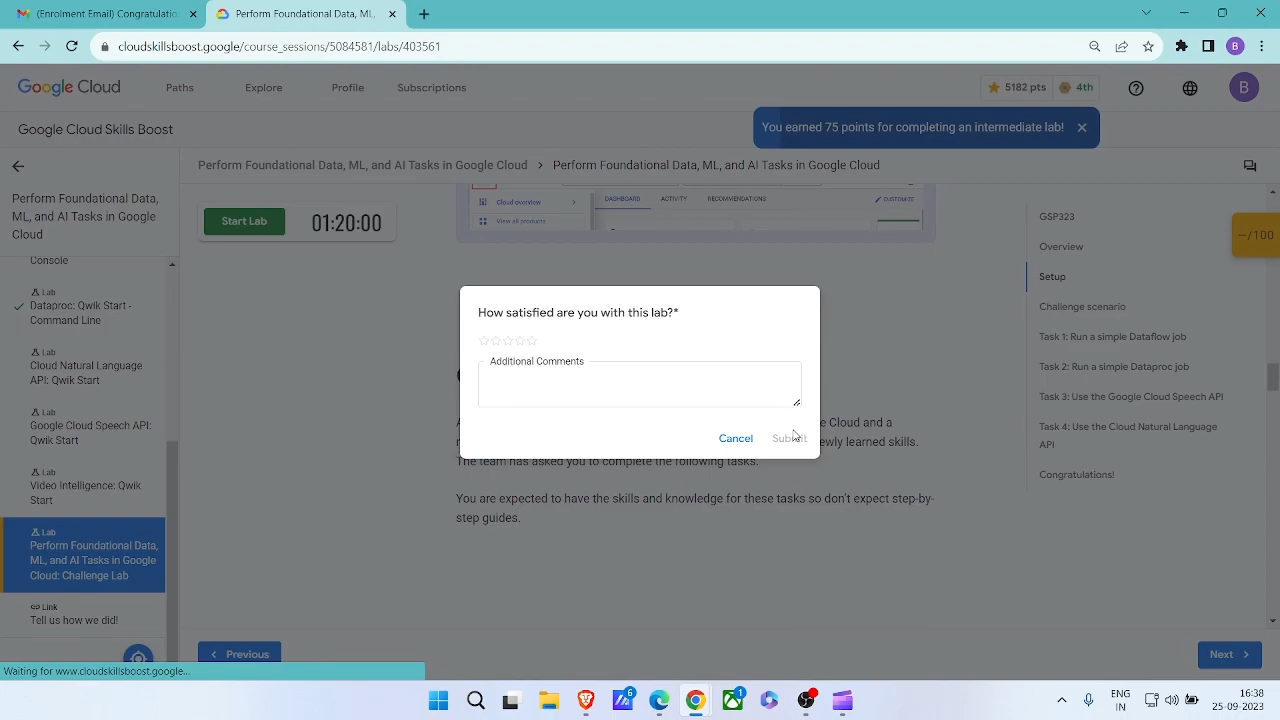 (Email Enrolment Congratulatio
Perform Foundational Data, ML,
cloudskillsboost.google/course_sessions/5084581/labs/403561
B
Google Cloud
Paths
Explore
Profile
Subscriptions
5182 pts
4th
B
Google Cloud Skills Boost
You earned 75 points for completing an intermediate lab!
Perform Foundational Data, ML, and AI Tasks in Google Cloud > Perform Foundational Data, ML, and AI Tasks in Google Cloud
Perform Foundational Data,
ML, and AI Tasks in Google
Cloud
Start Lab
01:20:00
Cloud overview
View all products
DASHBOARD
ACTIVITY
RECOMMENDATIONS
CUSTOMIZE
GSP323
Overview
Setup
Challenge scenario
Task 1: Run a simple Dataflow job
Task 2: Run a simple Dataproc job
Task 3: Use the Google Cloud Speech API
Task 4: Use the Cloud Natural Language
API
Congratulations!
–/100
Console
Lab
Dataproc: Qwik Start -
Command Line
Lab
Cloud Natural Language
API: Qwik Start
Lab
Google Cloud Speech API:
Qwik Start
Lab
Video Intelligence: Qwik
Start
Lab
Perform Foundational Data,
ML, and AI Tasks in Google
Cloud: Challenge Lab
Link
Tell us how we did!
How satisfied are you with this lab?*
Additional Comments
Cancel
Submit
e Cloud and a
ewly learned skills.
The team has asked you to complete the following tasks.
You are expected to have the skills and knowledge for these tasks so don't expect step-by-
step guides.
Previous
Next
Waiting for www.cloudskillsboost.google...
6
1
ENG
IN
16:38
25-09-2023